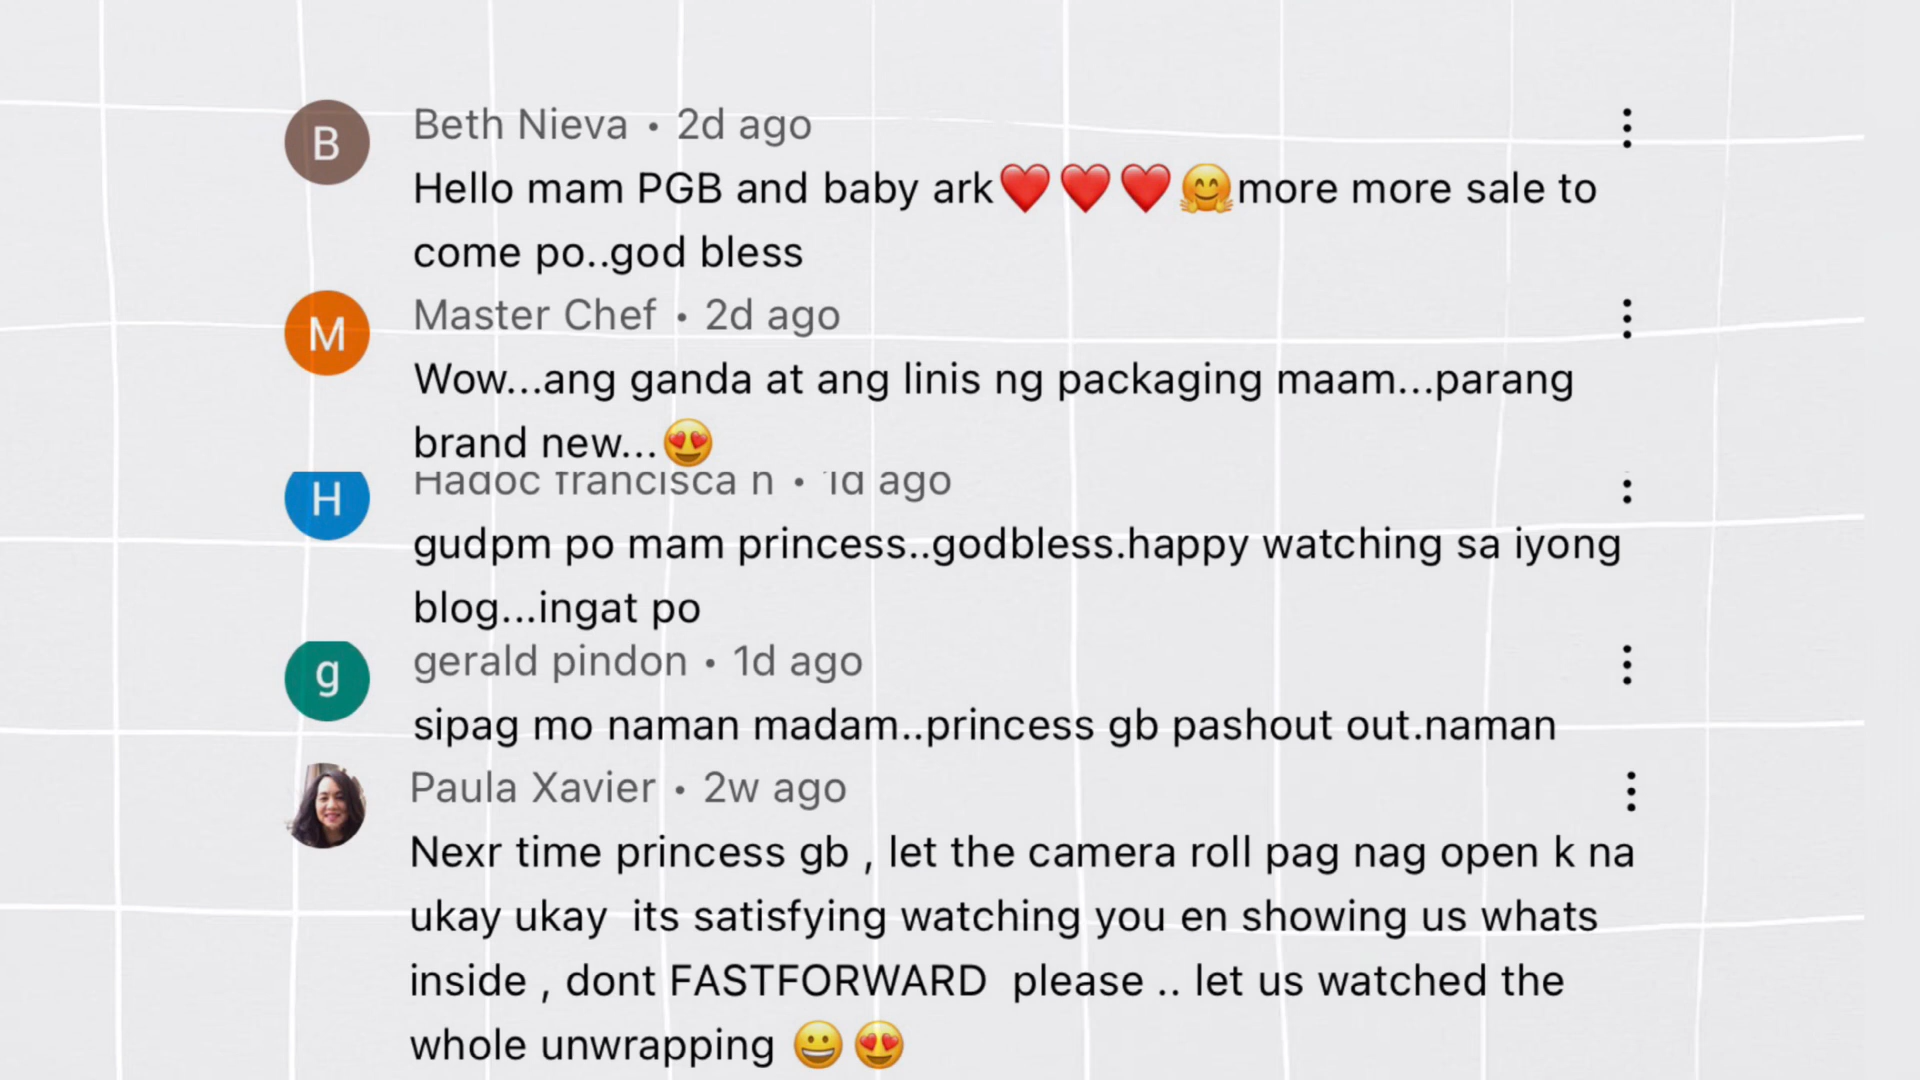 B
Beth Nieva • 2d ago
Hello mam PGB and baby ark❤️❤️❤️🤗more more sale to
come po..god bless
M
Master Chef • 2d ago
Wow...ang ganda at ang linis ng packaging maam...parang
brand new...😍
H
Hadoc francisca n • 1d ago
gudpm po mam princess..godbless.happy watching sa iyong
blog...ingat po
g
gerald pindon • 1d ago
sipag mo naman madam..princess gb pashout out.naman
Paula Xavier • 2w ago
Nexr time princess gb , let the camera roll pag nag open k na
ukay ukay  its satisfying watching you en showing us whats
inside , dont FASTFORWARD  please .. let us watched the
whole unwrapping 😀😍